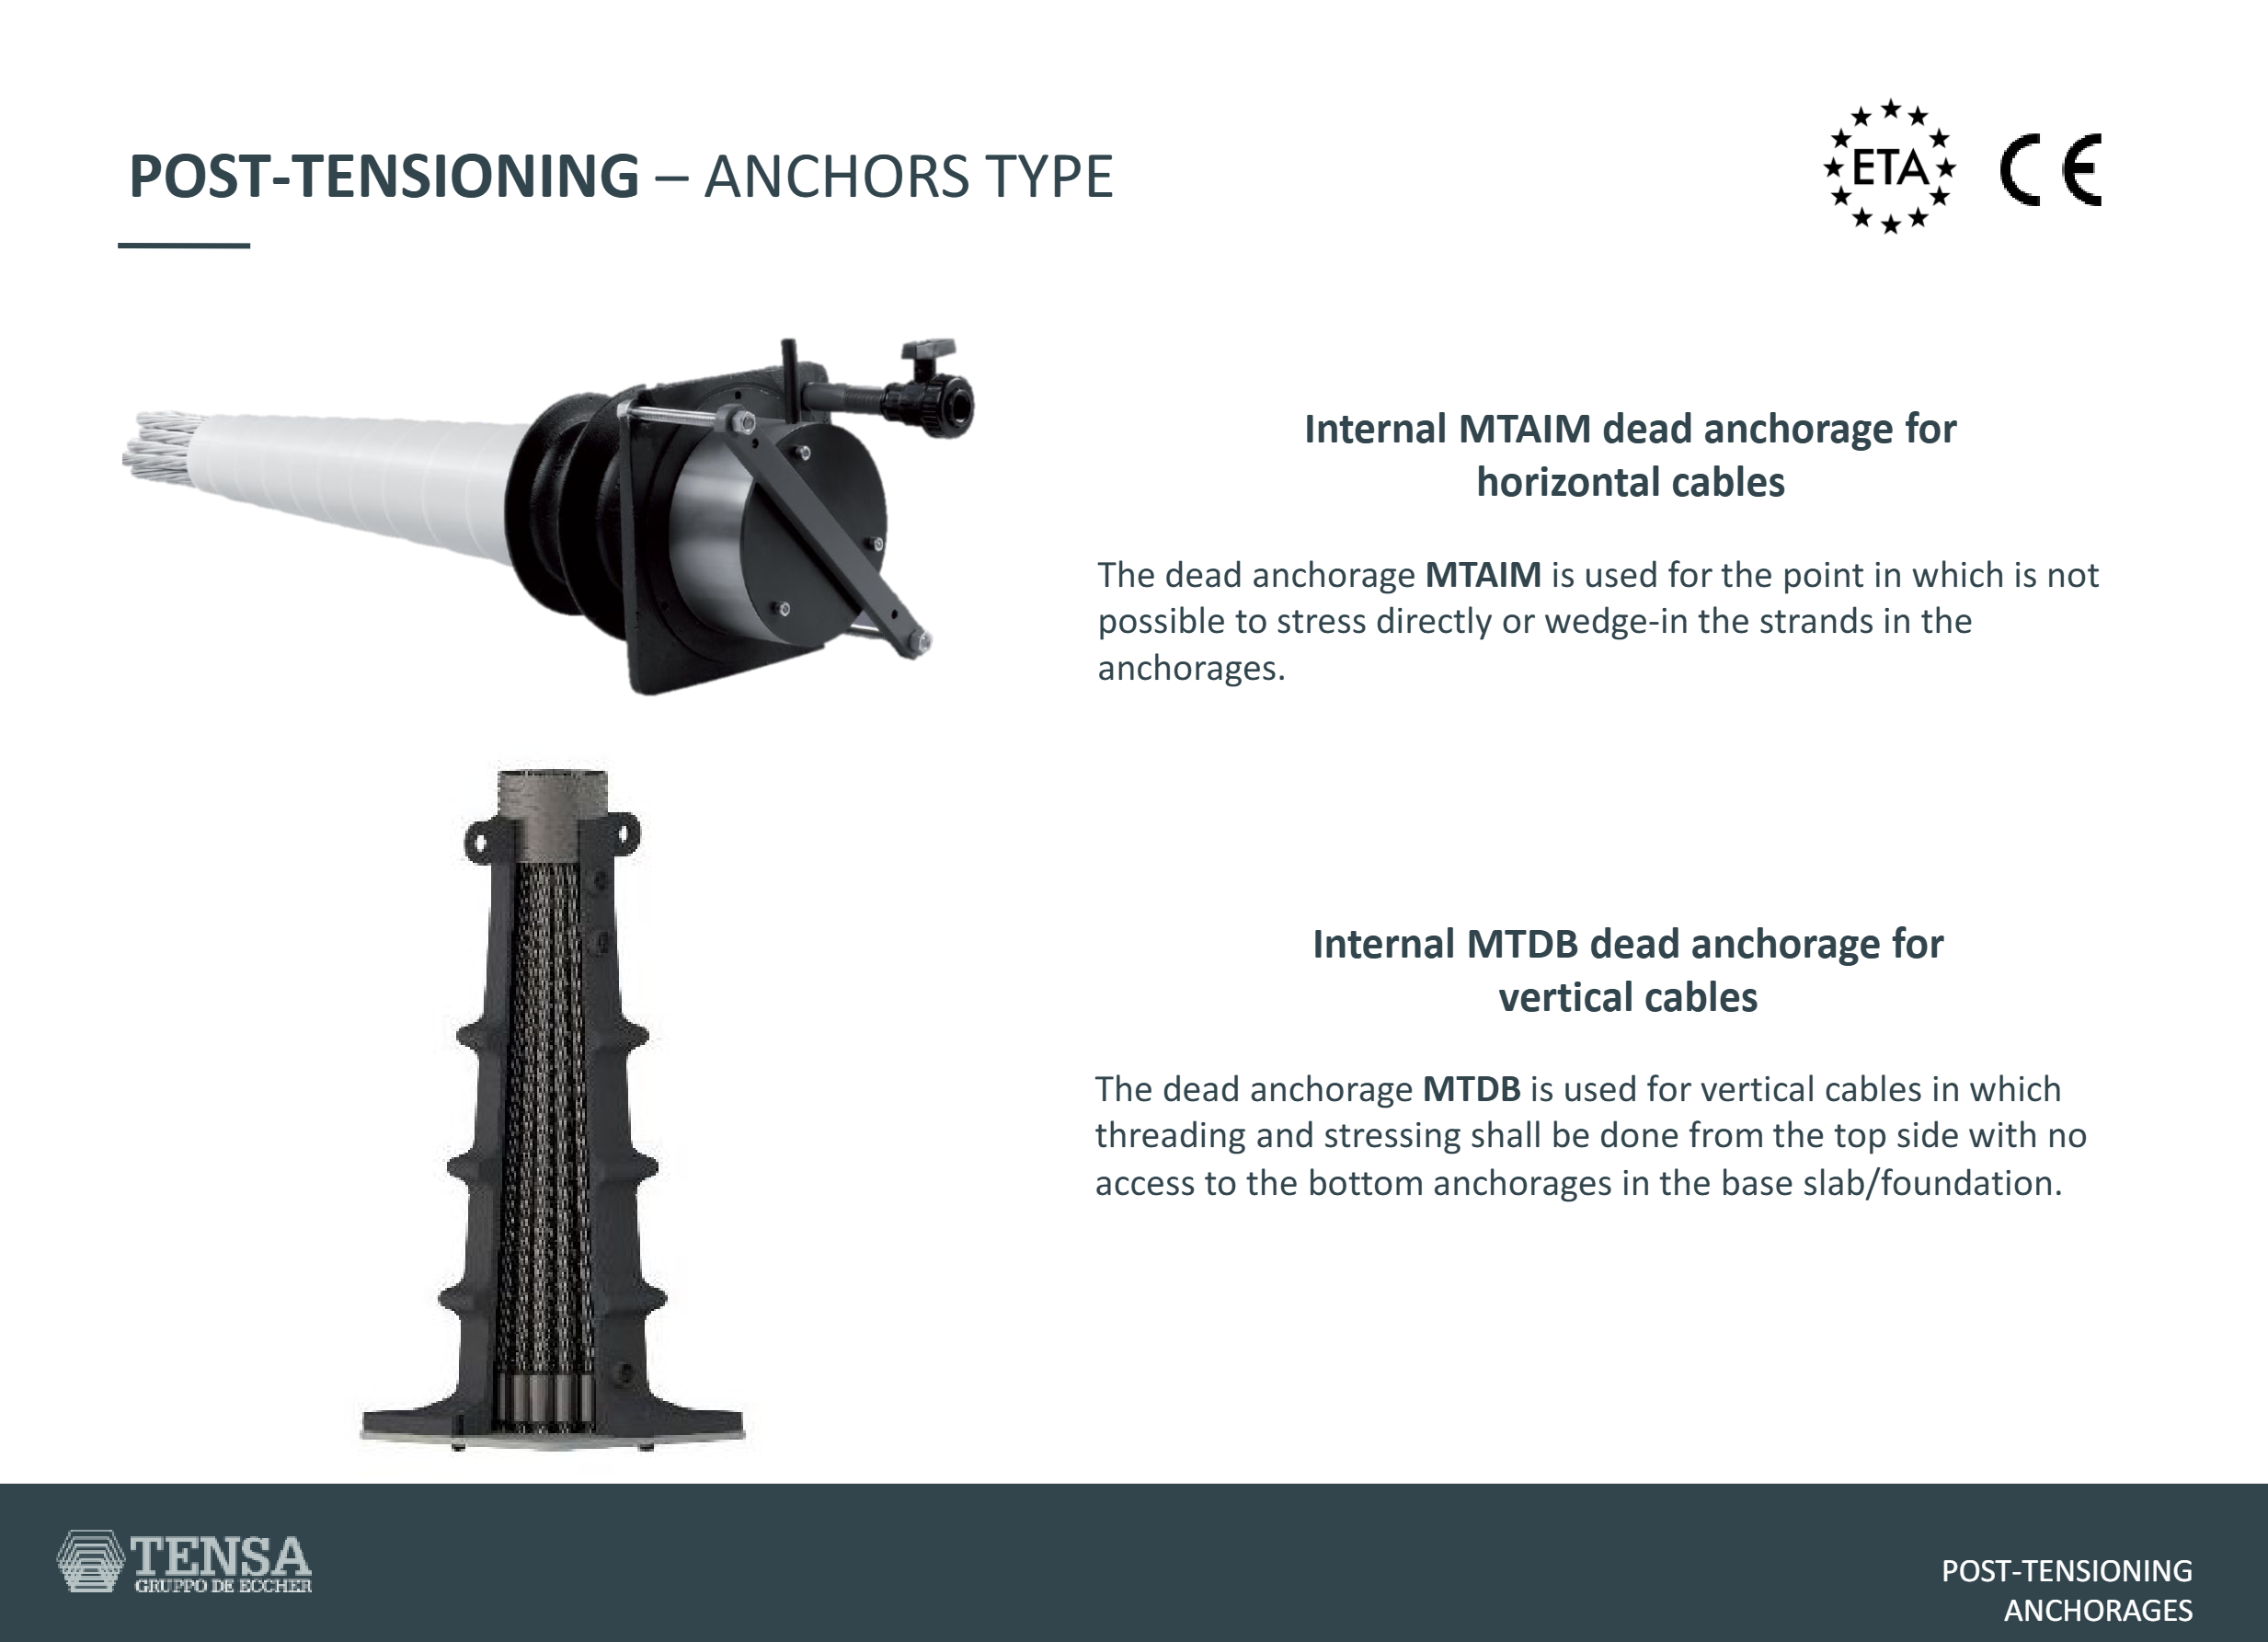 POST-TENSIONING – ANCHORS TYPE
ETA
CE
Internal MTAIM dead anchorage for
horizontal cables
The dead anchorage MTAIM is used for the point in which is not
possible to stress directly or wedge-in the strands in the
anchorages.
Internal MTDB dead anchorage for
vertical cables
The dead anchorage MTDB is used for vertical cables in which
threading and stressing shall be done from the top side with no
access to the bottom anchorages in the base slab/foundation.
TENSA
GRUPPO DE ECCHER
POST-TENSIONING
ANCHORAGES